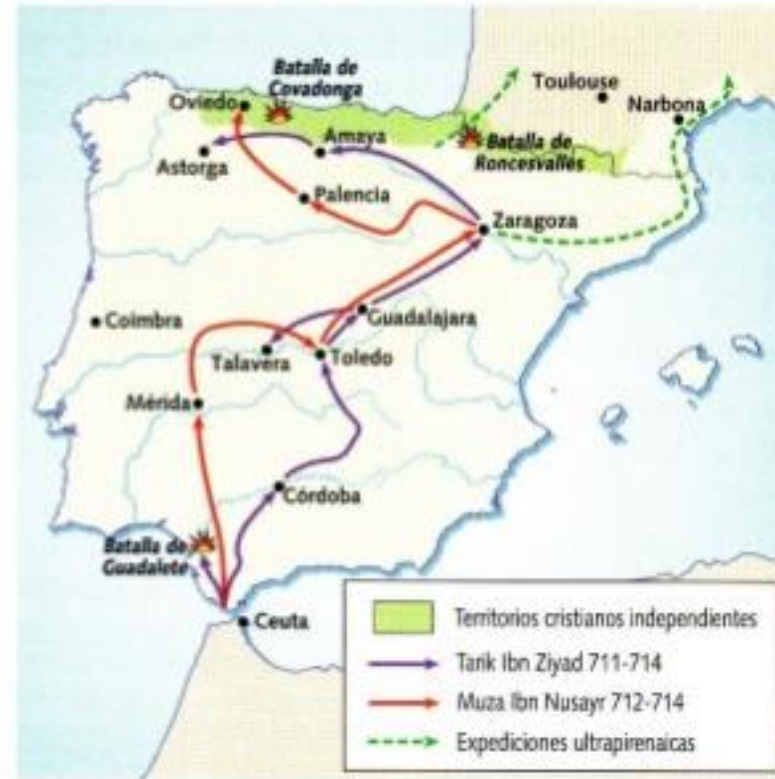 Batalla de
Covadonga
Oviedo
Toulouse
Narbona
Amaya
Batalla de
Roncesvalles
Astorga
Palencia
Zaragoza
Coimbra
Guadalajara
Talavera
Toledo
Mérida
Córdoba
Batalla de
Guadalete
Ceuta
Territorios cristianos independientes
Tarik Ibn Ziyad 711-714
Muza Ibn Nusayr 712-714
Expediciones ultrapirenaicas